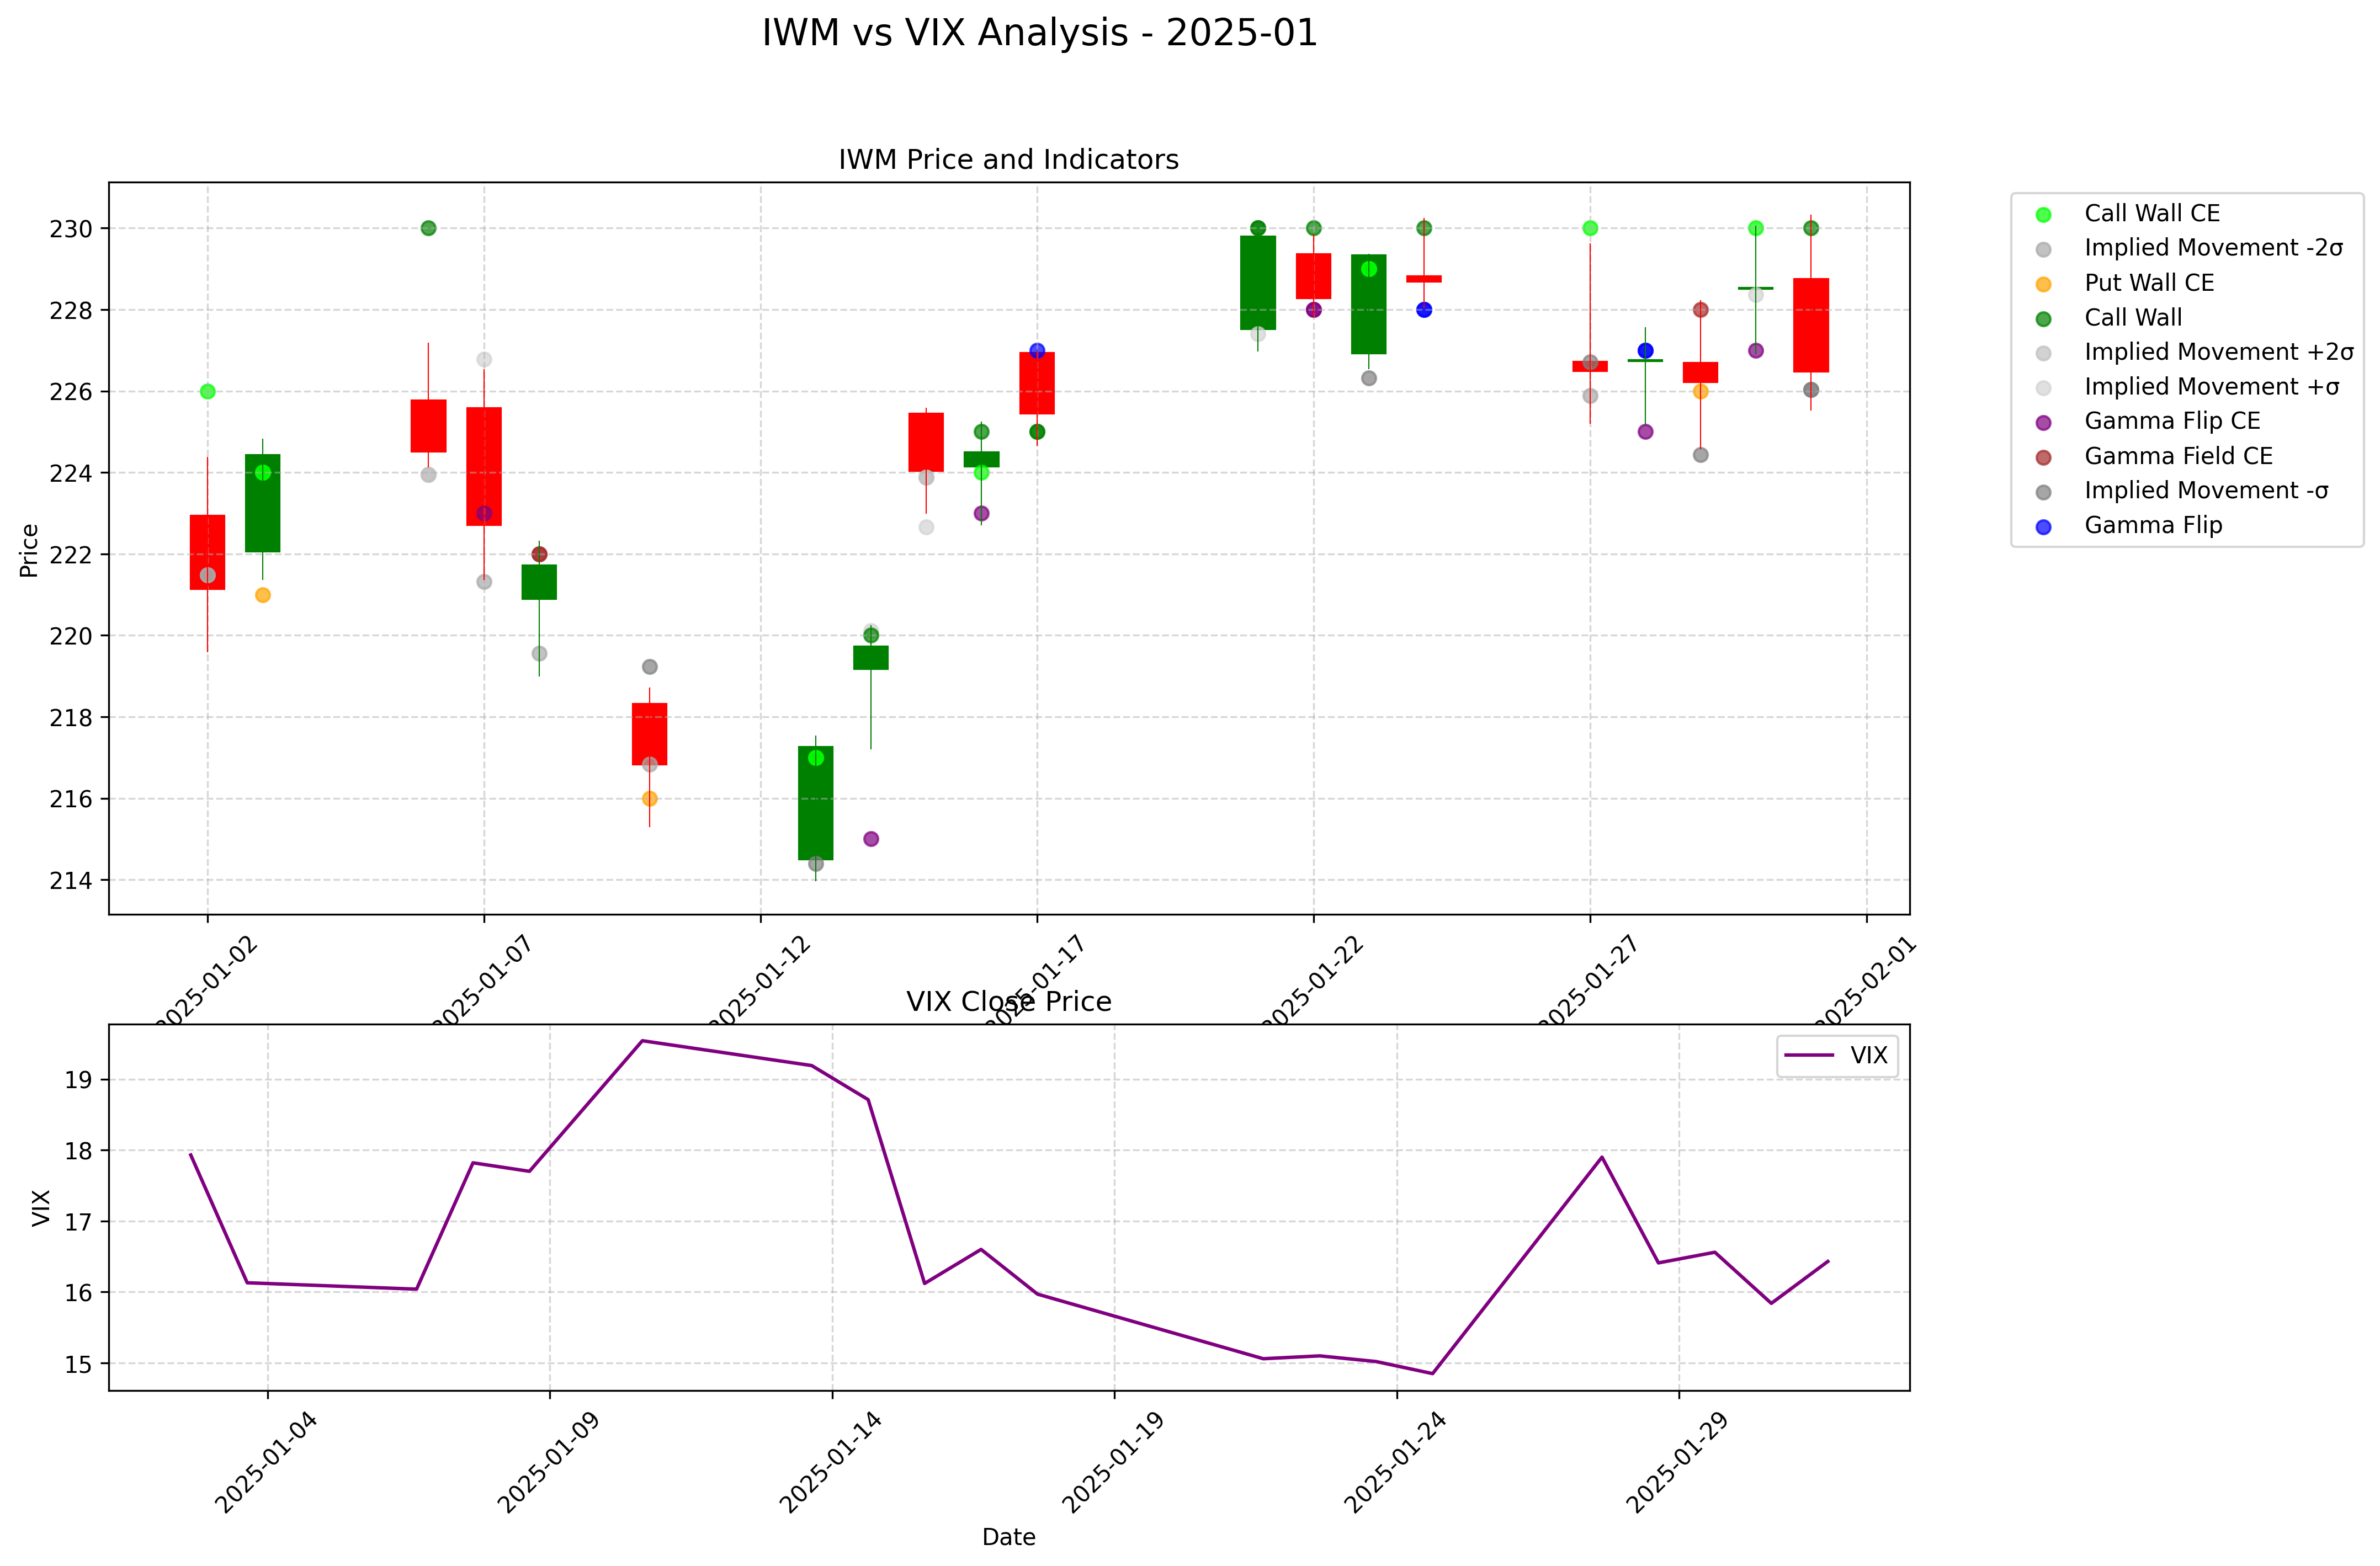 IWM vs VIX Analysis - 2025-01
IWM Price and Indicators
Price
230
228
226
224
222
220
218
216
214
2025-01-02
2025-01-07
2025-01-12
2025-01-17
2025-01-22
2025-01-27
2025-02-01
Call Wall CE
Implied Movement -2σ
Put Wall CE
Call Wall
Implied Movement +2σ
Implied Movement +σ
Gamma Flip CE
Gamma Field CE
Implied Movement -σ
Gamma Flip
VIX Close Price
VIX
19
18
17
16
15
VIX
2025-01-04
2025-01-09
2025-01-14
2025-01-19
2025-01-24
2025-01-29
Date